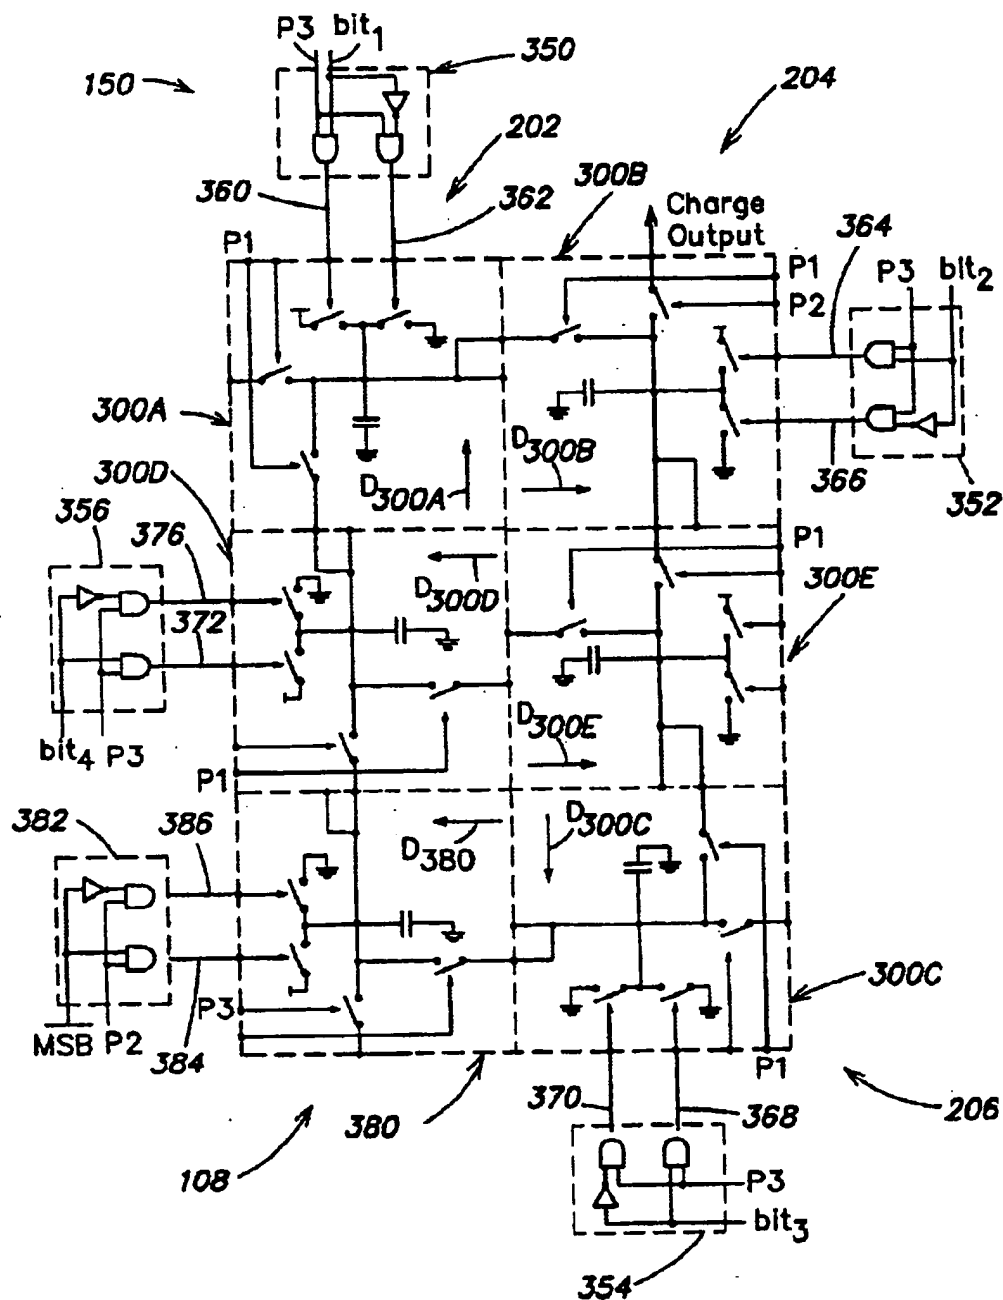 P3 bit1
350
150
204
202
300B
360
362
Charge
Output
364
P1
P1
P3 bit2
P2
300A
D300B
300D
D300A
366
352
356
376
P1
D300D
300E
372
D300E
bit4 P3
P1
382
386
D300C
D380
300C
P3
MSB P2
384
P1
370
368
206
380
108
P3
bit3
354